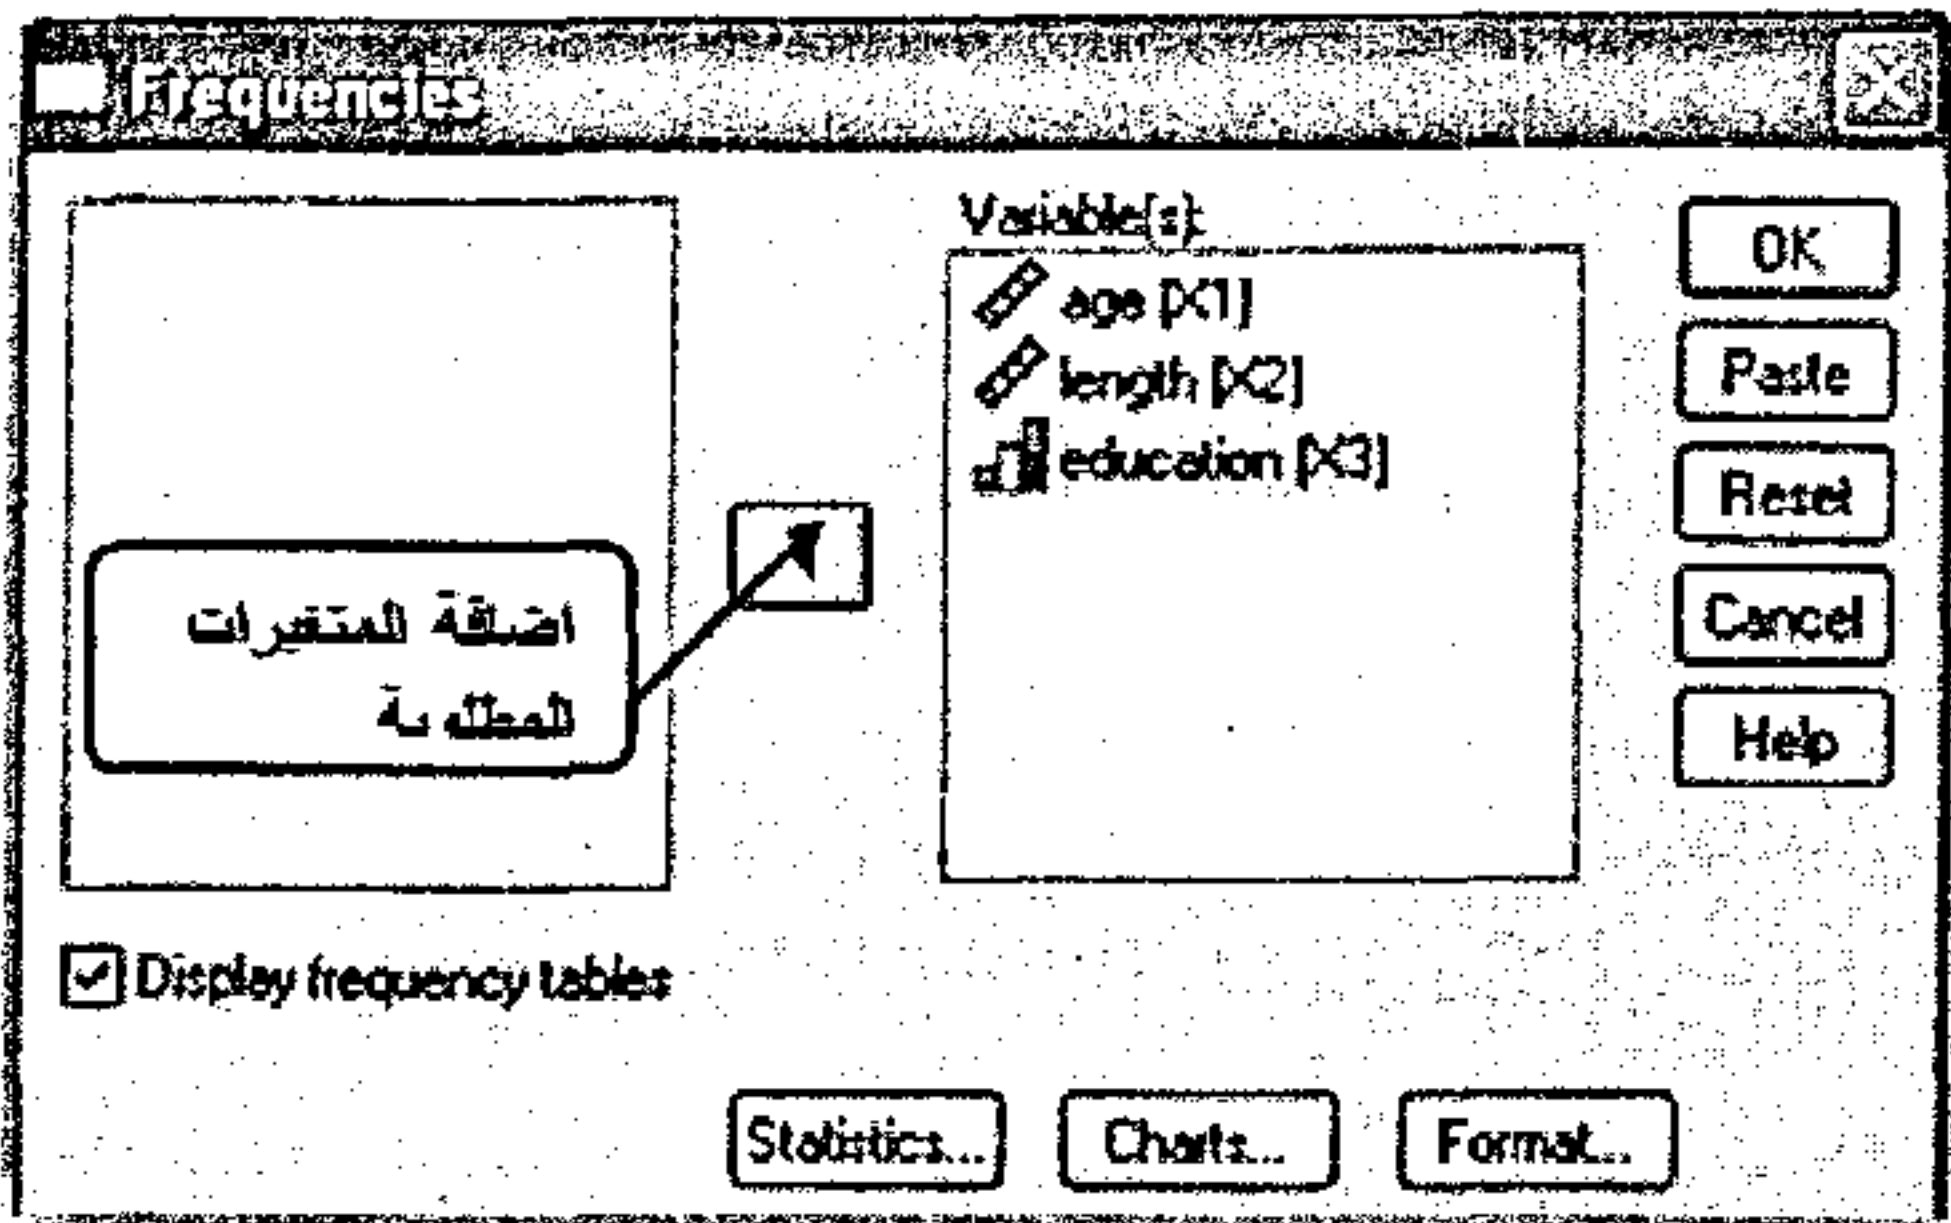 Frequencies
Variable(s):
age [X1]
length [X2]
education [X3]
OK
Paste
Reset
Cancel
Help
اضافة المتغيرات
المطلوبة
Display frequency tables
Statistics...
Charts...
Format...